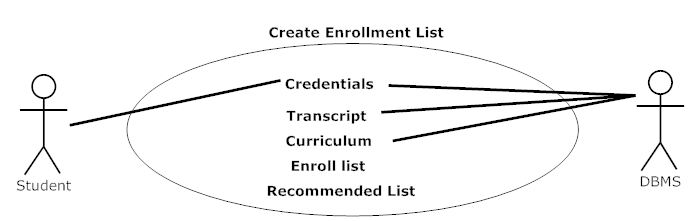 Create Enrollment List
Credentials
Transcript
Curriculum
Enroll list
Recommended List
Student
DBMS